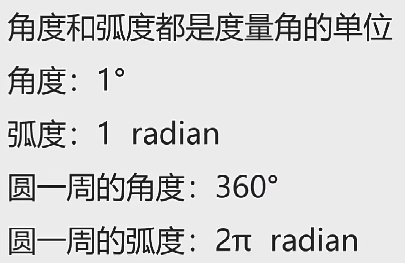 角度和弧度都是度量角的单位
角度：1°
弧度：1 radian
圆一周的角度：360°
圆一周的弧度：2π radian